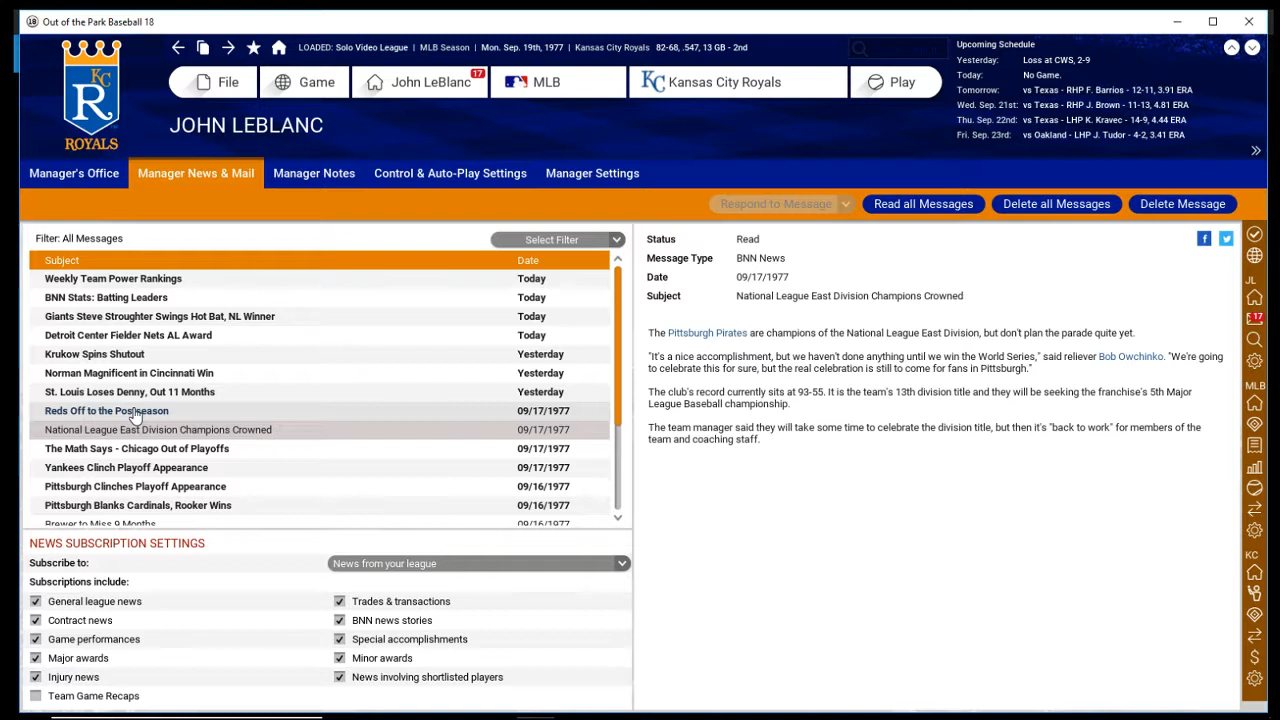 Out of the Park Baseball 18
LOADED: Solo Video League | MLB Season | Mon. Sep. 19th, 1977 | Kansas City Royals 82-68, .547, 13 GB - 2nd
Upcoming Schedule
Yesterday: Loss at CWS, 2-9
Today: No Game.
Tomorrow: vs Texas - RHP F. Barrios - 12-11, 3.91 ERA
Wed. Sep. 21st: vs Texas - RHP J. Brown - 11-13, 4.81 ERA
Thu. Sep. 22nd: vs Texas - LHP K. Kravec - 14-9, 4.44 ERA
Fri. Sep. 23rd: vs Oakland - LHP J. Tudor - 4-2, 3.41 ERA
File Game John LeBlanc 17 MLB Kansas City Royals Play
KC R ROYALS
JOHN LEBLANC
Manager's Office Manager News & Mail Manager Notes Control & Auto-Play Settings Manager Settings
Respond to Message Read all Messages Delete all Messages Delete Message
Filter: All Messages Select Filter
Subject Date
Weekly Team Power Rankings Today
BNN Stats: Batting Leaders Today
Giants Steve Stroughter Swings Hot Bat, NL Winner Today
Detroit Center Fielder Nets AL Award Today
Krukow Spins Shutout Yesterday
Norman Magnificent in Cincinnati Win Yesterday
St. Louis Loses Denny, Out 11 Months Yesterday
Reds Off to the Postseason 09/17/1977
National League East Division Champions Crowned 09/17/1977
The Math Says - Chicago Out of Playoffs 09/17/1977
Yankees Clinch Playoff Appearance 09/17/1977
Pittsburgh Clinches Playoff Appearance 09/16/1977
Pittsburgh Blanks Cardinals, Rooker Wins 09/16/1977
Brewer to Miss 9 Months 09/16/1977
Status Read
Message Type BNN News
Date 09/17/1977
Subject National League East Division Champions Crowned
The Pittsburgh Pirates are champions of the National League East Division, but don't plan the parade quite yet.
"It's a nice accomplishment, but we haven't done anything until we win the World Series," said reliever Bob Owchinko. "We're going
to celebrate this for sure, but the real celebration is still to come for fans in Pittsburgh."
The club's record currently sits at 93-55. It is the team's 13th division title and they will be seeking the franchise's 5th Major
League Baseball championship.
The team manager said they will take some time to celebrate the division title, but then it's "back to work" for members of the
team and coaching staff.
NEWS SUBSCRIPTION SETTINGS
Subscribe to: News from your league
Subscriptions include:
General league news Trades & transactions
Contract news BNN news stories
Game performances Special accomplishments
Major awards Minor awards
Injury news News involving shortlisted players
Team Game Recaps
JL
17
MLB
KC